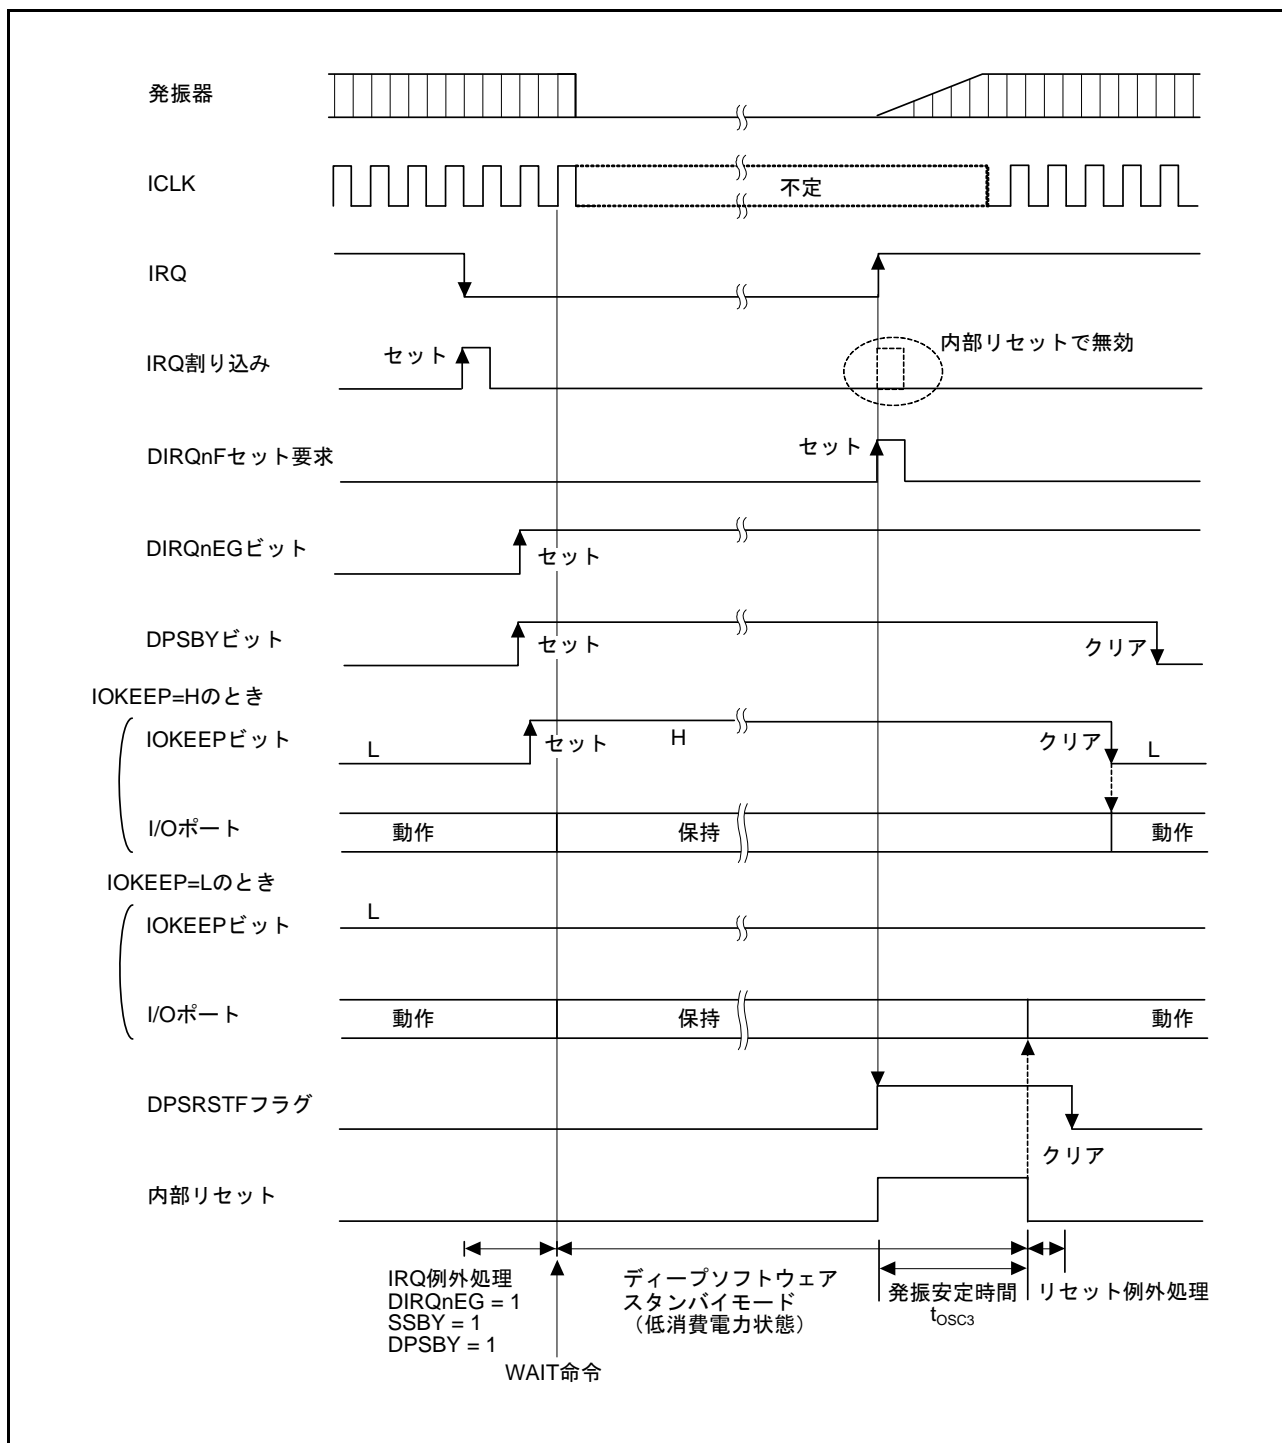 発振器
ICLK
不定
IRQ
IRQ割り込み
セット
内部リセットで無効
DIRQnFセット要求
セット
DIRQnEGビット
セット
DPSBYビット
セット
クリア
IOKEEP=Hのとき
IOKEEPビット
L
セット
H
クリア
L
I/Oポート
動作
保持
動作
IOKEEP=Lのとき
IOKEEPビット
L
I/Oポート
動作
保持
動作
DPSRSTFフラグ
クリア
内部リセット
IRQ例外処理
DIRQnEG = 1
SSBY = 1
DPSBY = 1
WAIT命令
ディープソフトウェア
スタンバイモード
（低消費電力状態）
発振安定時間
tOSC3
リセット例外処理